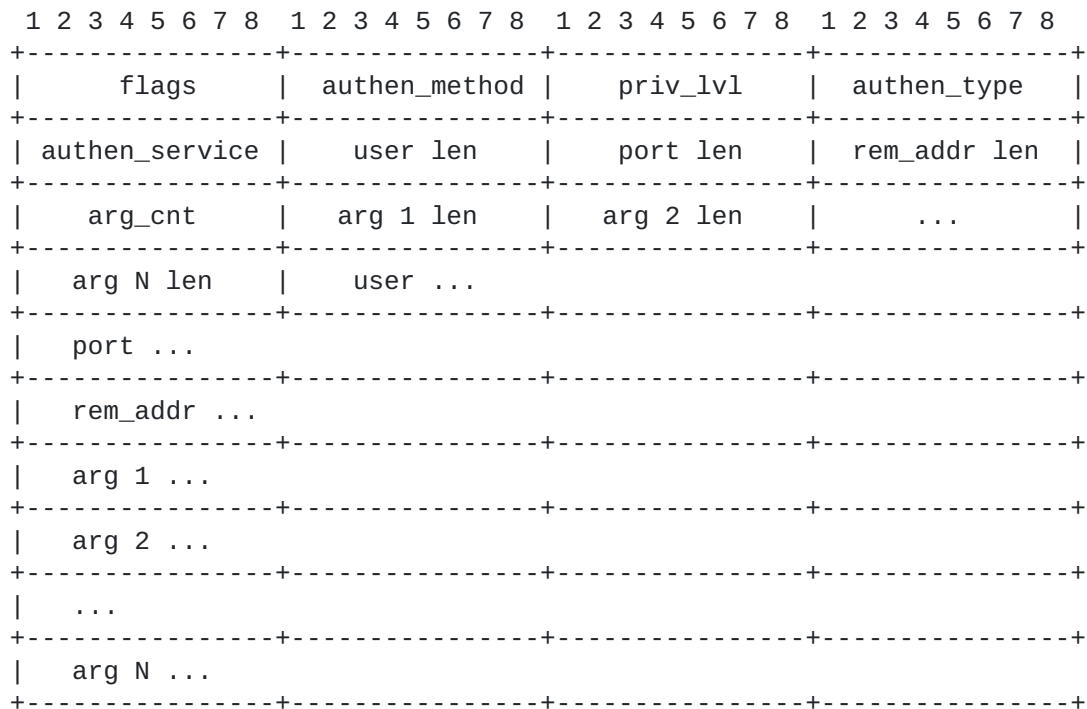 1 2 3 4 5 6 7 8  1 2 3 4 5 6 7 8  1 2 3 4 5 6 7 8  1 2 3 4 5 6 7 8
+----------------+----------------+----------------+----------------+
|      flags     |  authen_method |    priv_lvl    |  authen_type   |
+----------------+----------------+----------------+----------------+
| authen_service |    user len    |    port len    |  rem_addr len  |
+----------------+----------------+----------------+----------------+
|    arg_cnt     |   arg 1 len    |   arg 2 len    |      ...       |
+----------------+----------------+----------------+----------------+
|   arg N len    |    user ...
+----------------+----------------+----------------+----------------+
|   port ...
+----------------+----------------+----------------+----------------+
|   rem_addr ...
+----------------+----------------+----------------+----------------+
|   arg 1 ...
+----------------+----------------+----------------+----------------+
|   arg 2 ...
+----------------+----------------+----------------+----------------+
|   ...
+----------------+----------------+----------------+----------------+
|   arg N ...
+----------------+----------------+----------------+----------------+